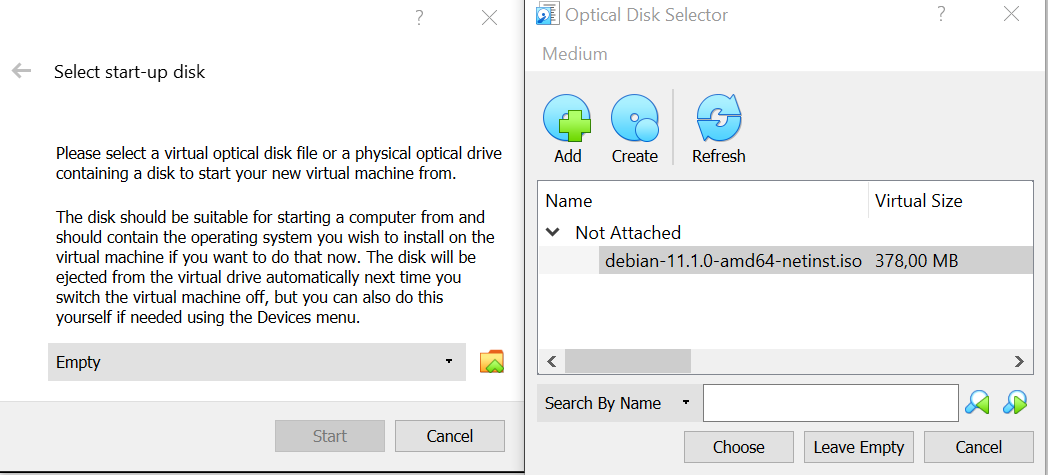 Select start-up disk
Please select a virtual optical disk file or a physical optical drive
containing a disk to start your new virtual machine from.
The disk should be suitable for starting a computer from and
should contain the operating system you wish to install on the
virtual machine if you want to do that now. The disk will be
ejected from the virtual drive automatically next time you
switch the virtual machine off, but you can also do this
yourself if needed using the Devices menu.
Empty
Start
Cancel
Optical Disk Selector
Medium
Add
Create
Refresh
Name
Virtual Size
Not Attached
debian-11.1.0-amd64-netinst.iso
378,00 MB
Search By Name
Choose
Leave Empty
Cancel